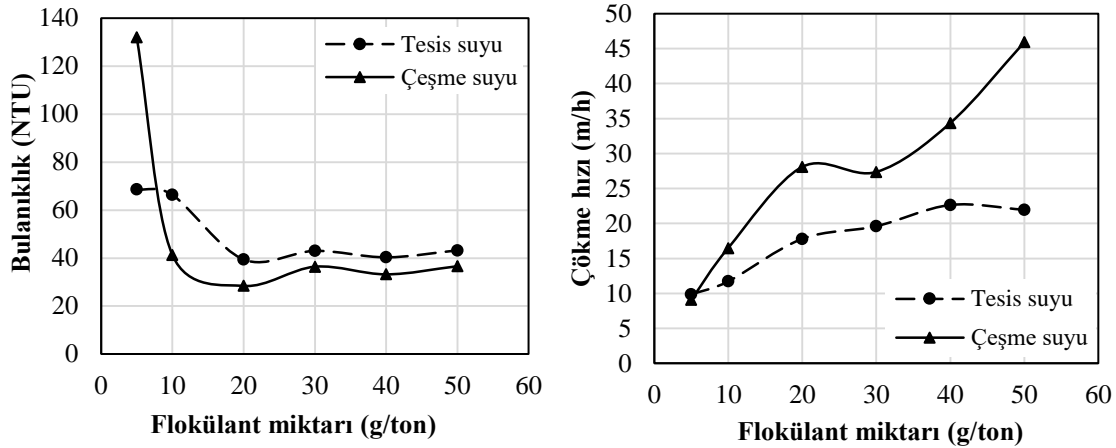 140
120
100
80
60
40
20
0
Bulanıklık (NTU)
Tesis suyu
Çeşme suyu
0 10 20 30 40 50 60
Flokülant miktarı (g/ton)
50
45
40
35
30
25
20
15
10
5
0
Çökme hızı (m/h)
Tesis suyu
Çeşme suyu
0 10 20 30 40 50 60
Flokülant miktarı (g/ton)